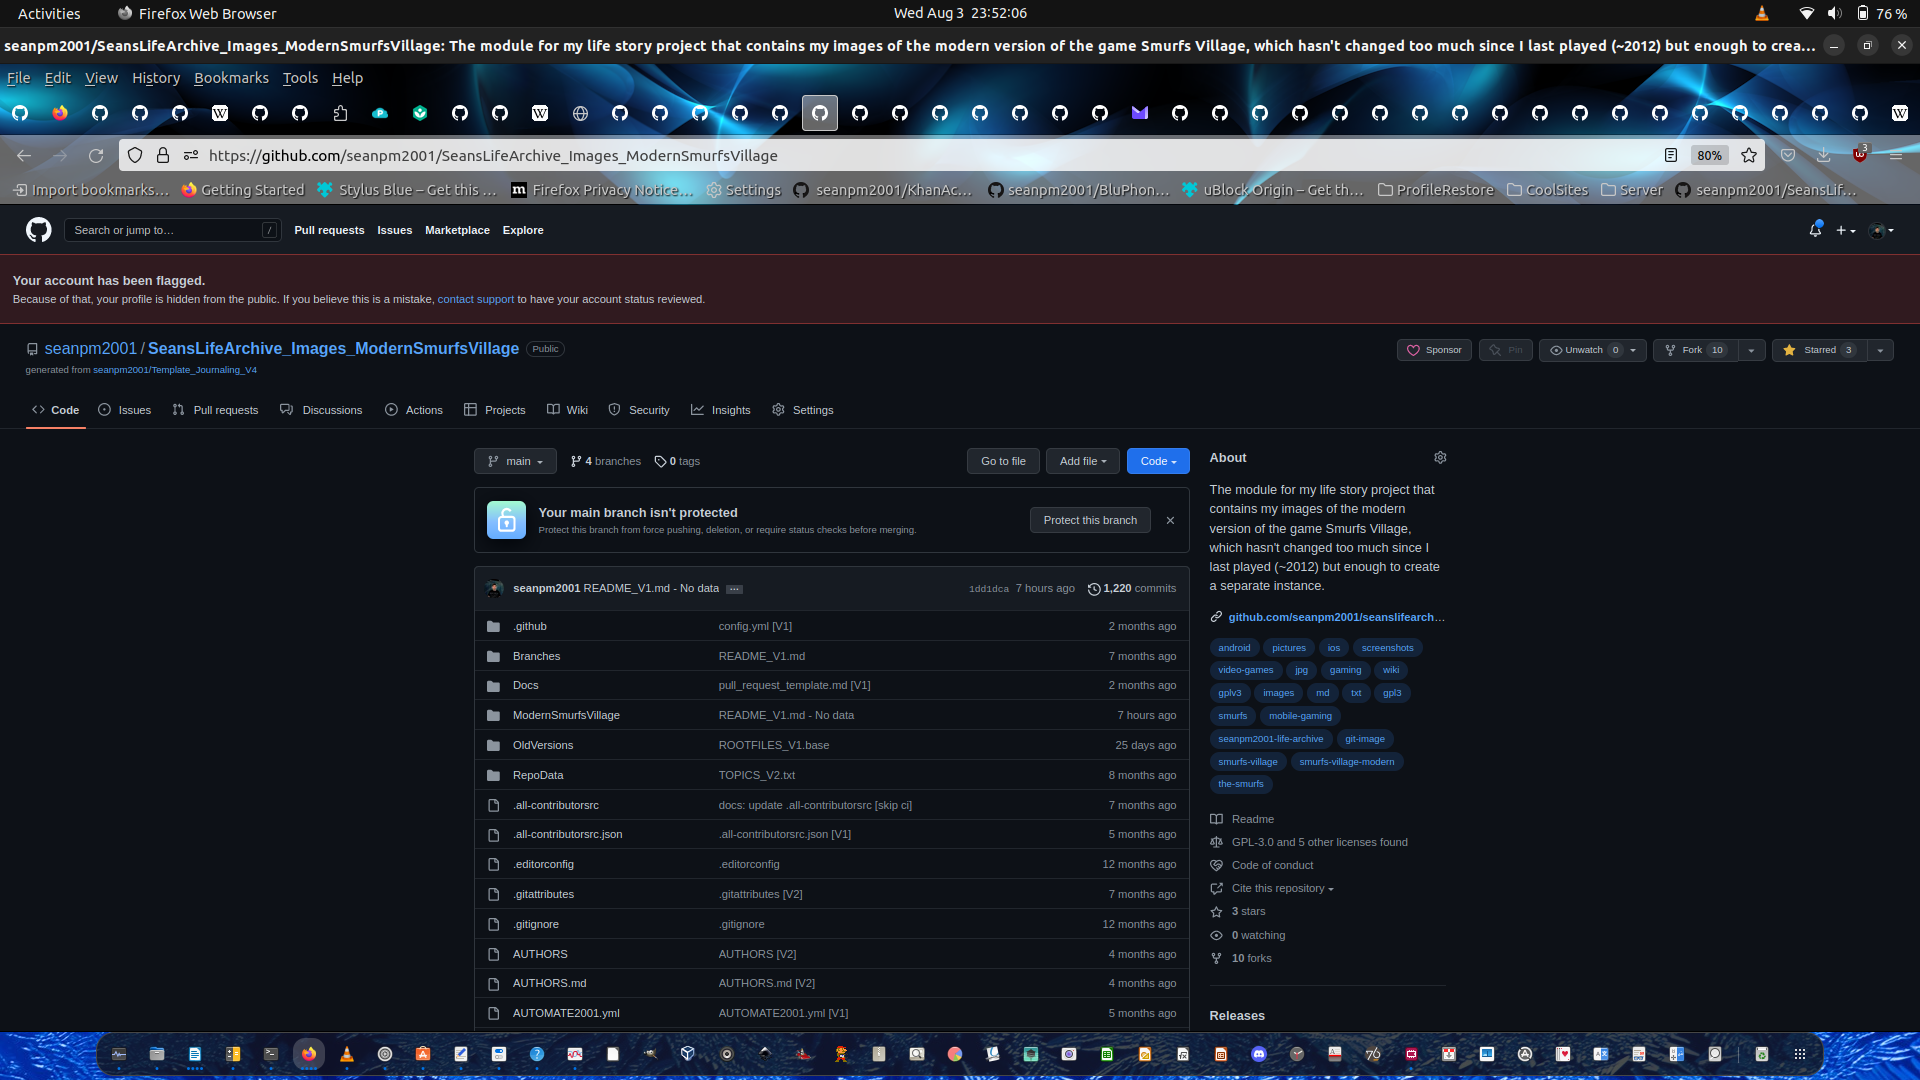 Activities
Firefox Web Browser
Wed Aug 3 23:52:06
76 %
seanpm2001/SeansLifeArchive_Images_ModernSmurfsVillage: The module for my life story project that contains my images of the modern version of the game Smurfs Village, which hasn't changed too much since I last played (~2012) but enough to crea…
File Edit View History Bookmarks Tools Help
https://github.com/seanpm2001/SeansLifeArchive_Images_ModernSmurfsVillage
80%
3
Import bookmarks… Getting Started Stylus Blue – Get this … Firefox Privacy Notice… Settings seanpm2001/KhanAc… seanpm2001/BluPhon… uBlock Origin – Get th… ProfileRestore CoolSites Server seanpm2001/SeansLif…
Search or jump to… /
Pull requests Issues Marketplace Explore
Your account has been flagged.
Because of that, your profile is hidden from the public. If you believe this is a mistake, contact support to have your account status reviewed.
seanpm2001 / SeansLifeArchive_Images_ModernSmurfsVillage Public
Sponsor Pin Unwatch 0 Fork 10 Starred 3
generated from seanpm2001/Template_Journaling_V4
Code Issues Pull requests Discussions Actions Projects Wiki Security Insights Settings
main 4 branches 0 tags
Go to file Add file Code
Your main branch isn't protected
Protect this branch from force pushing, deletion, or require status checks before merging.
Protect this branch
seanpm2001 README_V1.md - No data … 1dd1dca 7 hours ago 1,220 commits
.github config.yml [V1] 2 months ago
Branches README_V1.md 7 months ago
Docs pull_request_template.md [V1] 2 months ago
ModernSmurfsVillage README_V1.md - No data 7 hours ago
OldVersions ROOTFILES_V1.base 25 days ago
RepoData TOPICS_V2.txt 8 months ago
.all-contributorsrc docs: update .all-contributorsrc [skip ci] 7 months ago
.all-contributorsrc.json .all-contributorsrc.json [V1] 5 months ago
.editorconfig .editorconfig 12 months ago
.gitattributes .gitattributes [V2] 7 months ago
.gitignore .gitignore 12 months ago
AUTHORS AUTHORS [V2] 4 months ago
AUTHORS.md AUTHORS.md [V2] 4 months ago
AUTOMATE2001.yml AUTOMATE2001.yml [V1] 5 months ago
About
The module for my life story project that
contains my images of the modern
version of the game Smurfs Village,
which hasn't changed too much since I
last played (~2012) but enough to create
a separate instance.
github.com/seanpm2001/seanslifearch…
android pictures ios screenshots
video-games jpg gaming wiki
gplv3 images md txt gpl3
smurfs mobile-gaming
seanpm2001-life-archive git-image
smurfs-village smurfs-village-modern
the-smurfs
Readme
GPL-3.0 and 5 other licenses found
Code of conduct
Cite this repository
3 stars
0 watching
10 forks
Releases